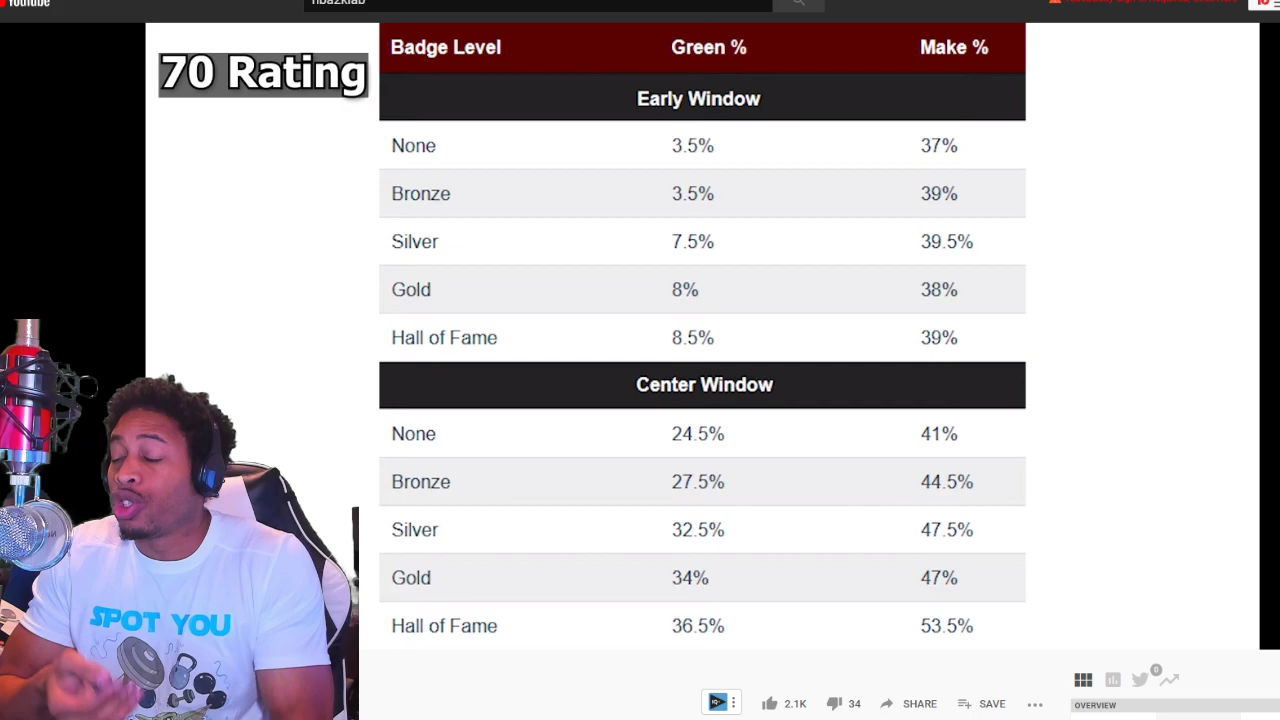 YouTube
nba2klab
70 Rating
Badge Level Green % Make %
Early Window
None 3.5% 37%
Bronze 3.5% 39%
Silver 7.5% 39.5%
Gold 8% 38%
Hall of Fame 8.5% 39%
Center Window
None 24.5% 41%
Bronze 27.5% 44.5%
Silver 32.5% 47.5%
Gold 34% 47%
Hall of Fame 36.5% 53.5%
SPOT YOU
2.1K 34 SHARE SAVE
0
OVERVIEW